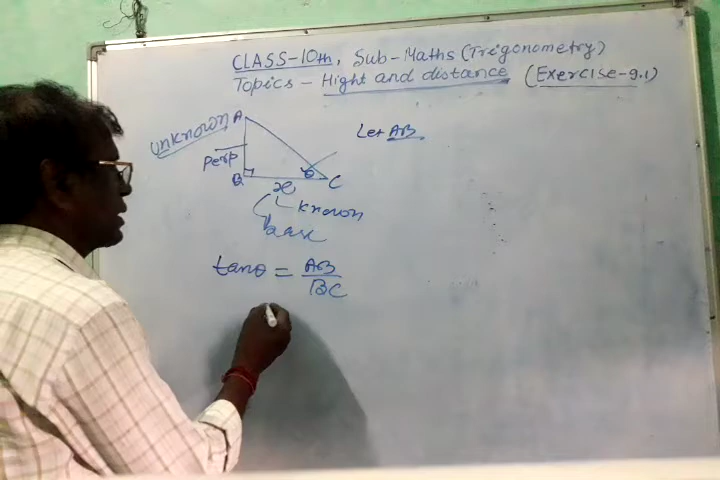 CLASS-10th, Sub-Maths (Trigonometry)
Topics - Hight and distance (Exercise-9.1)
unknown A
Let AB
Perp
B θ C
x
known
base
tanθ = AB
BC